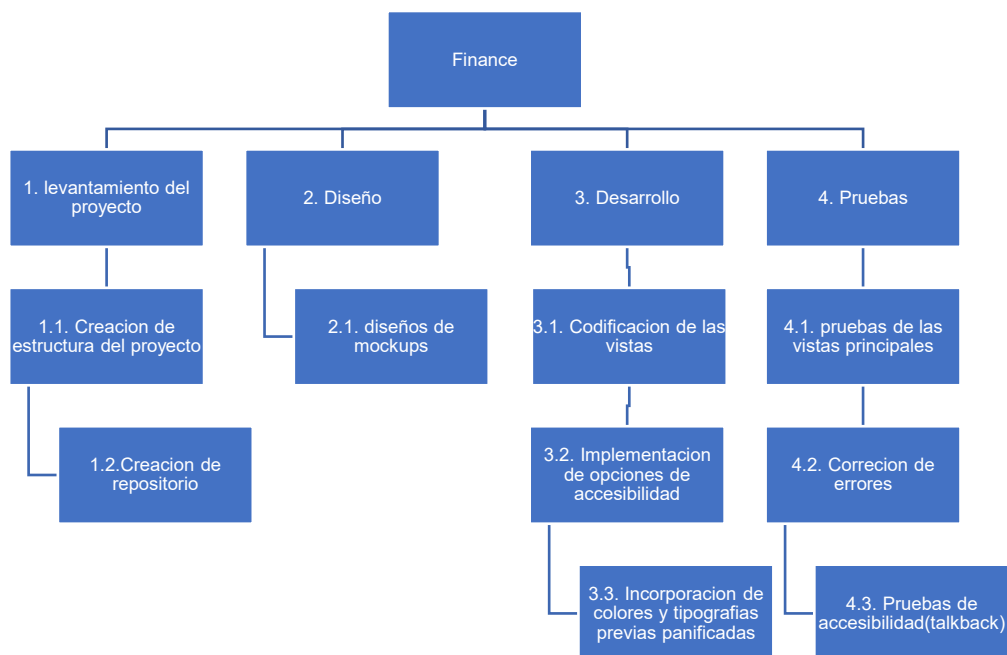 Finance
1. levantamiento del
proyecto
2. Diseño
3. Desarrollo
4. Pruebas
1.1. Creacion de
estructura del proyecto
2.1. diseños de
mockups
3.1. Codificacion de las
vistas
4.1. pruebas de las
vistas principales
1.2.Creacion de
repositorio
3.2. Implementacion
de opciones de
accesibilidad
4.2. Correcion de
errores
3.3. Incorporacion de
colores y tipografias
previas panificadas
4.3. Pruebas de
accesibilidad(talkback)